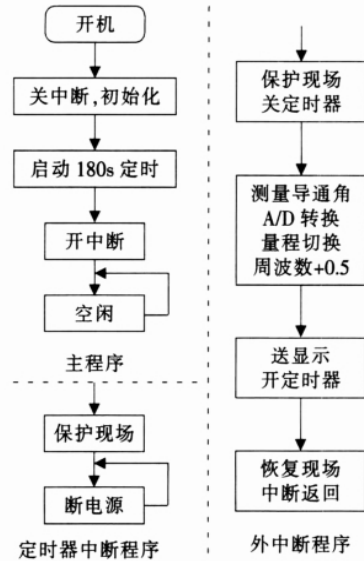 开机
关中断,初始化
启动 180s 定时
开中断
空闲
主程序
保护现场
断电源
定时器中断程序
保护现场
关定时器
测量导通角
A/D 转换
量程切换
周波数+0.5
送显示
开定时器
恢复现场
中断返回
外中断程序